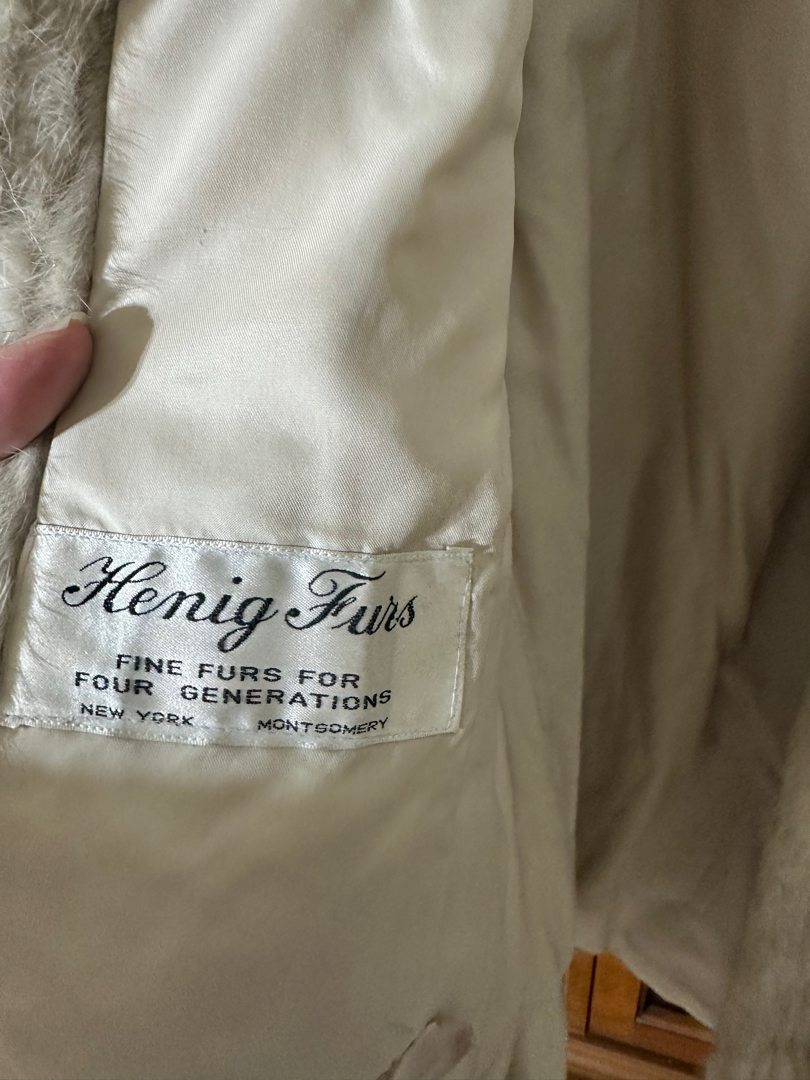 Henig Furs
FINE FURS FOR
FOUR GENERATIONS
NEW YORK MONTGOMERY